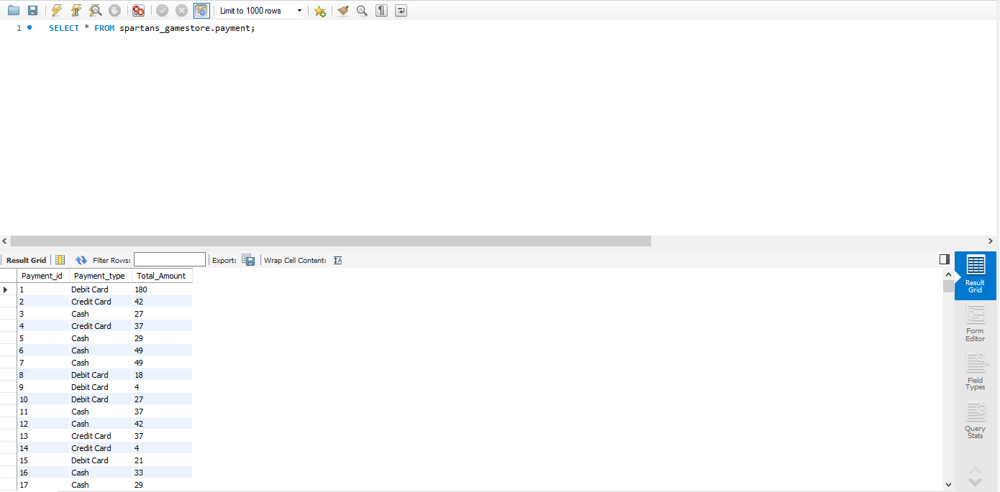 Limit to 1000 rows
1 SELECT * FROM spartans_gamestore.payment;
Result Grid Filter Rows: Export: Wrap Cell Content:
Payment_id Payment_type Total_Amount
1 Debit Card 180
2 Credit Card 42
3 Cash 27
4 Credit Card 37
5 Cash 29
6 Cash 49
7 Cash 49
8 Debit Card 18
9 Debit Card 4
10 Debit Card 27
11 Cash 37
12 Cash 42
13 Credit Card 37
14 Credit Card 4
15 Debit Card 21
16 Cash 33
17 Cash 29
Result
Grid
Form
Editor
Field
Types
Query
Stats